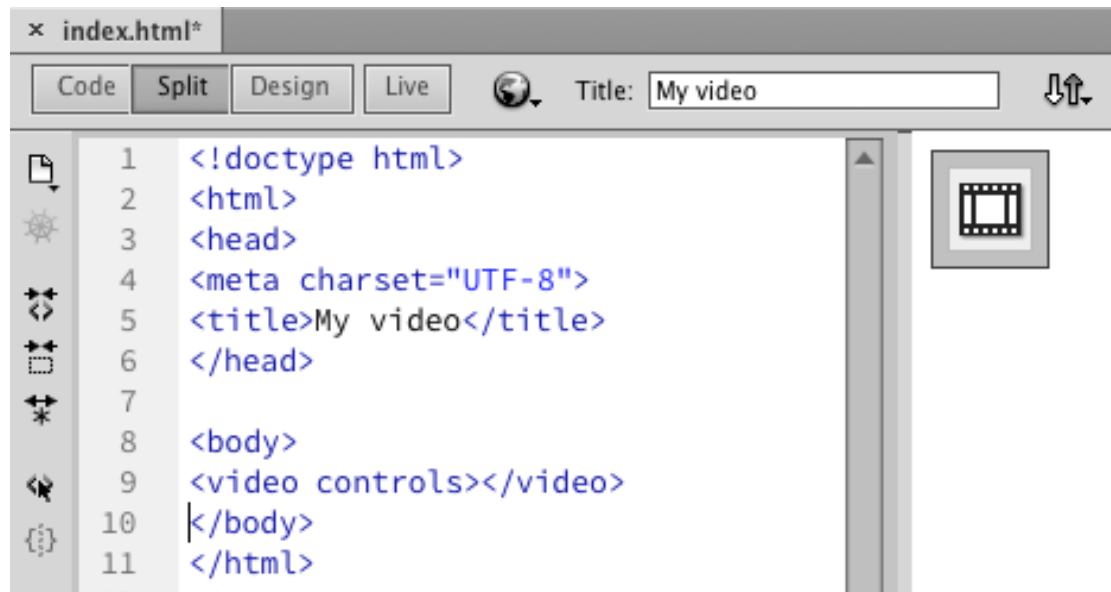 × index.html*
Code Split Design Live Title: My video
1 <!doctype html>
2 <html>
3 <head>
4 <meta charset="UTF-8">
5 <title>My video</title>
6 </head>
7
8 <body>
9 <video controls></video>
10 </body>
11 </html>